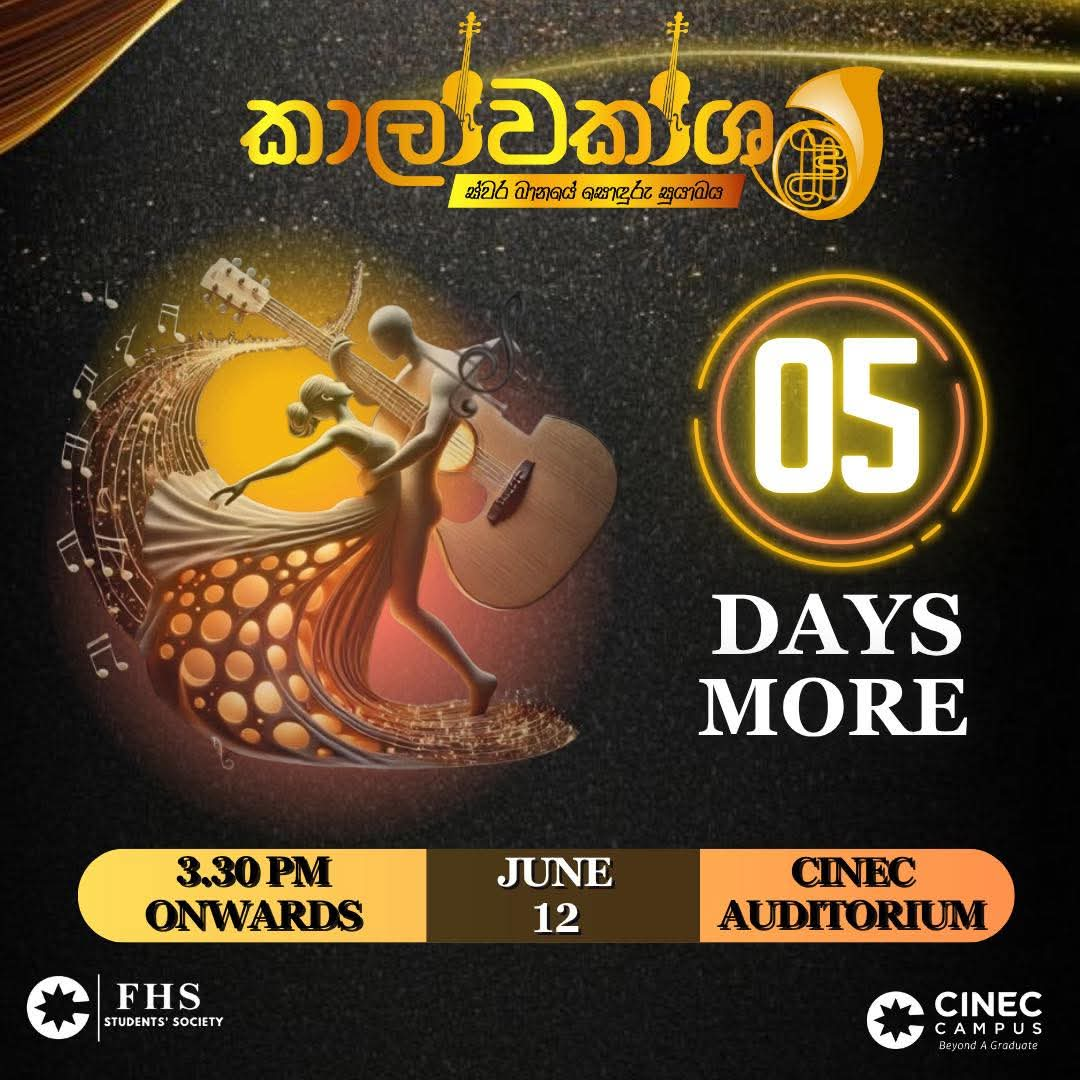 කාලාවකාශ
ස්වර මානයේ සොඳුරු සුයාමය
05
DAYS
MORE
3.30 PM
ONWARDS
JUNE
12
CINEC
AUDITORIUM
FHS
STUDENTS' SOCIETY
CINEC
CAMPUS
Beyond A Graduate